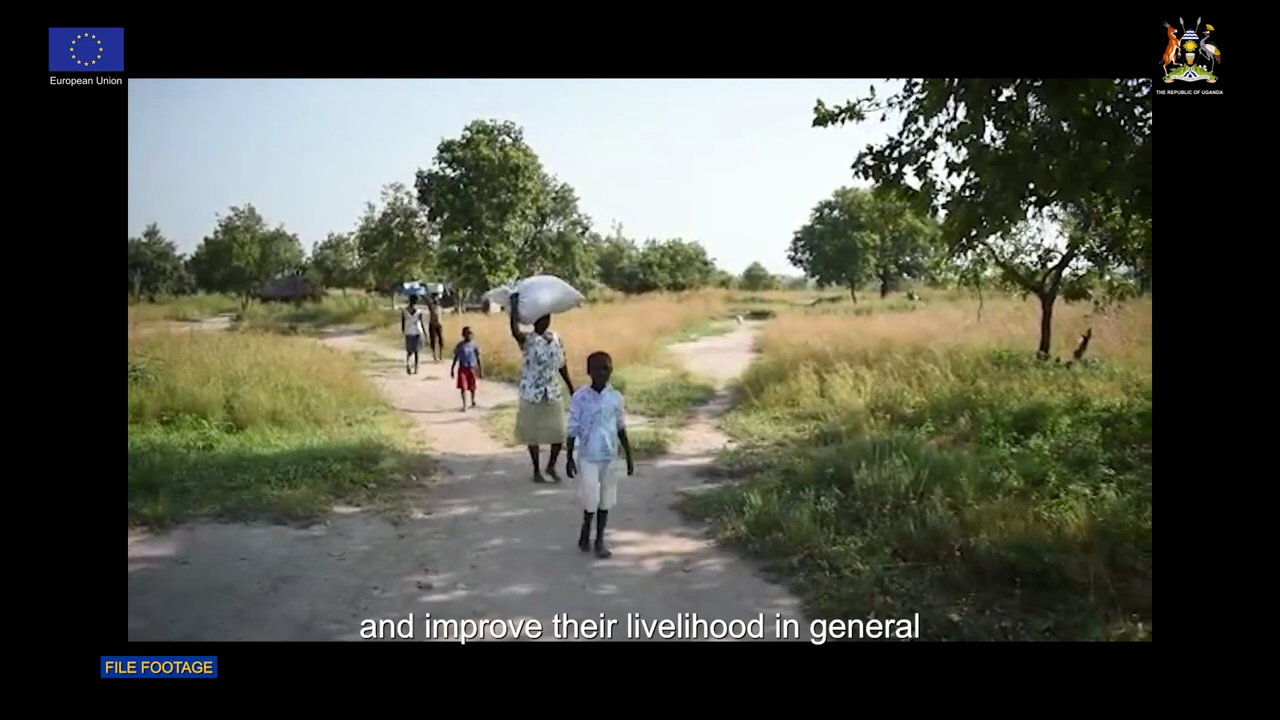 European Union
THE REPUBLIC OF UGANDA
and improve their livelihood in general
FILE FOOTAGE